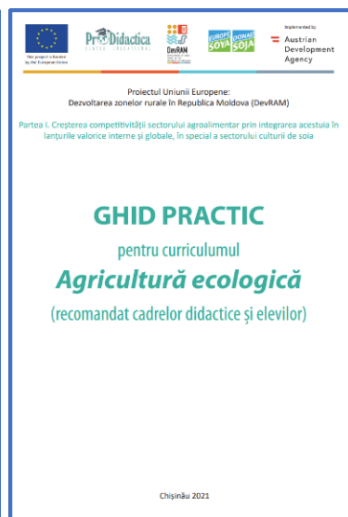 This project is funded
by the European Union
Pro Didactica
CENTRUL EDUCAȚIONAL
DevRAM
EUROPE SOYA
DONAU SOJA
Implemented by
Austrian
Development
Agency
Proiectul Uniunii Europene:
Dezvoltarea zonelor rurale în Republica Moldova (DevRAM)
Partea I. Creșterea competitivității sectorului agroalimentar prin integrarea acestuia în
lanțurile valorice interne și globale, în special a sectorului culturii de soia
GHID PRACTIC
pentru curriculumul
Agricultură ecologică
(recomandat cadrelor didactice și elevilor)
Chișinău 2021